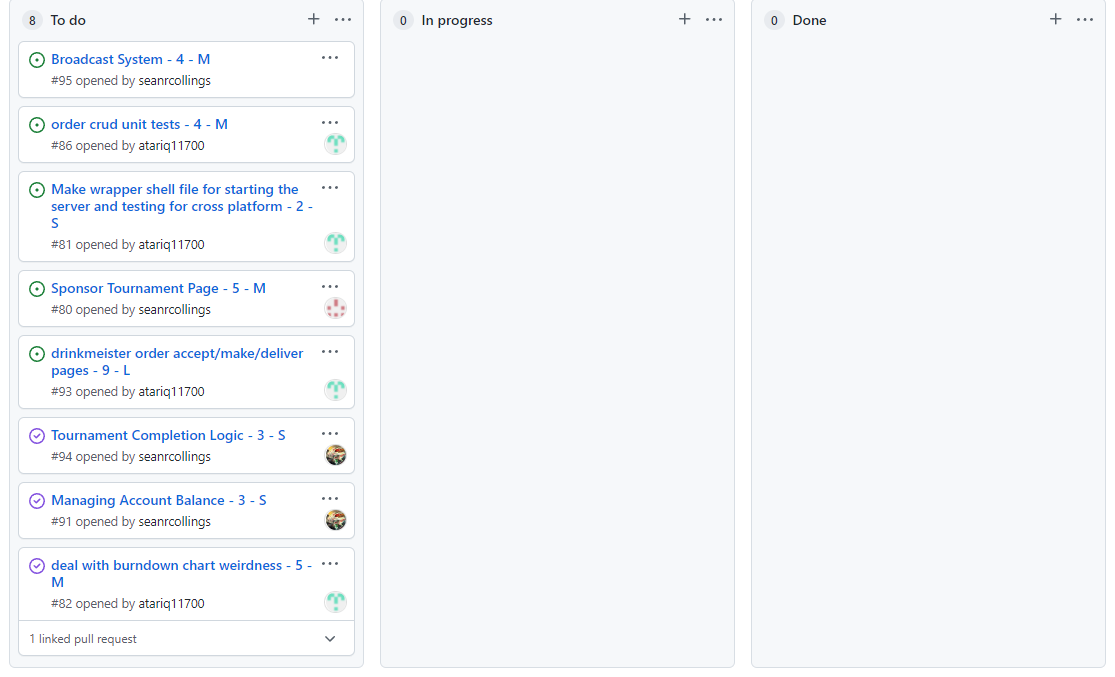 8 To do
Broadcast System - 4 - M
#95 opened by seanrcollings
order crud unit tests - 4 - M
#86 opened by atariq11700
Make wrapper shell file for starting the
server and testing for cross platform - 2 -
S
#81 opened by atariq11700
Sponsor Tournament Page - 5 - M
#80 opened by seanrcollings
drinkmeister order accept/make/deliver
pages - 9 - L
#93 opened by atariq11700
Tournament Completion Logic - 3 - S
#94 opened by seanrcollings
Managing Account Balance - 3 - S
#91 opened by seanrcollings
deal with burndown chart weirdness - 5 -
M
#82 opened by atariq11700
1 linked pull request
0 In progress
0 Done